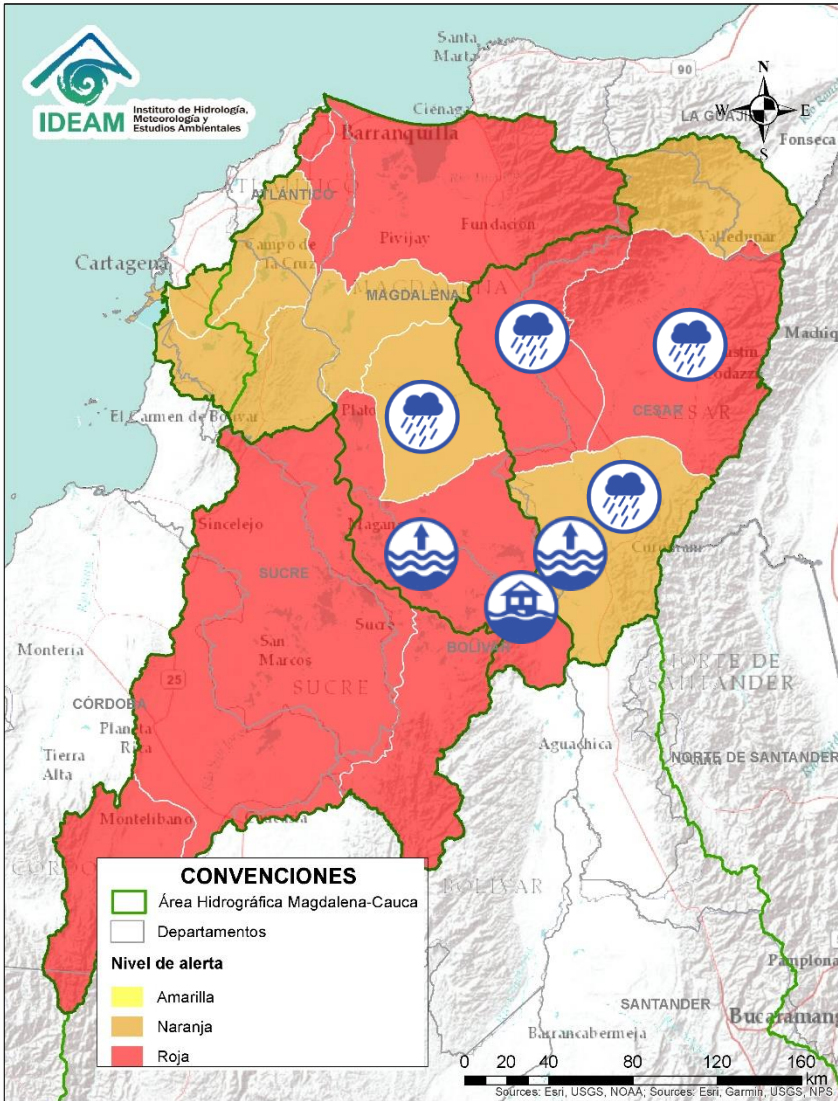 IDEAM
Instituto de Hidrología,
Meteorología y
Estudios Ambientales
Santa
Marta
90
N
W
E
S
Ciénaga
LA GUAJIRA
Fonseca
Barranquilla
ATLÁNTICO
Fundación
Pivijay
Valledupar
Campo de
la Cruz
Cartagena
MAGDALENA
Machiq
Codazzi
El Carmen de Bolívar
Plato
CESAR
CESAR
Sincelejo
SUCRE
Sucre
San
Marcos
BOLÍVAR
Montería
25
SUCRE
NORTE DE
SANTANDER
CÓRDOBA
Planeta
Rica
Tierra
Alta
Aguachica
NORTE DE SANTANDER
Montelíbano
BOLÍVAR
CONVENCIONES
Área Hidrográfica Magdalena-Cauca
Departamentos
Nivel de alerta
Amarilla
Naranja
Roja
Pamplona
SANTANDER
Bucaramang
Barrancabermeja
0 20 40 80 120 160
km
Sources: Esri, USGS, NOAA; Sources: Esri, Garmin, USGS, NPS